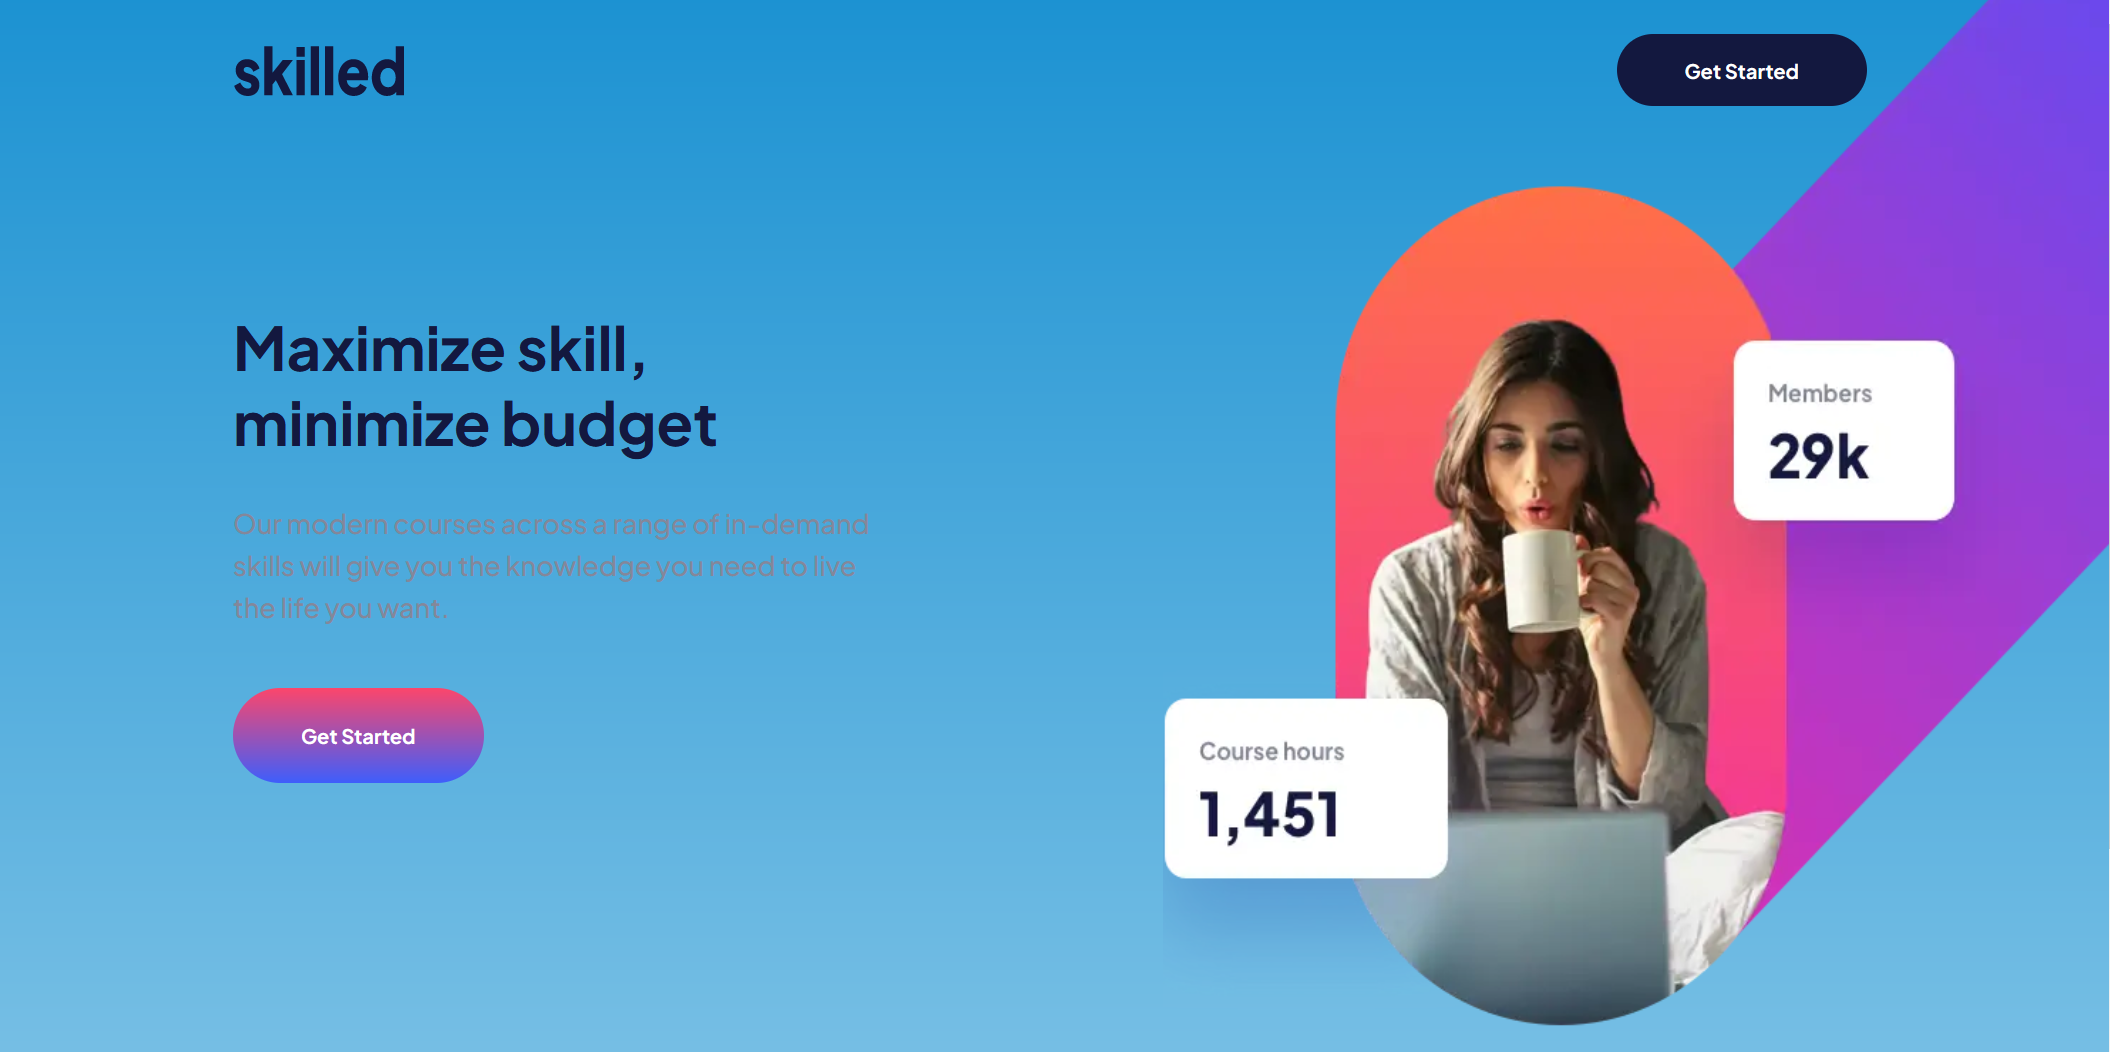 skilled
Get Started
Maximize skill,
minimize budget
Our modern courses across a range of in-demand
skills will give you the knowledge you need to live
the life you want.
Get Started
Members
29k
Course hours
1,451